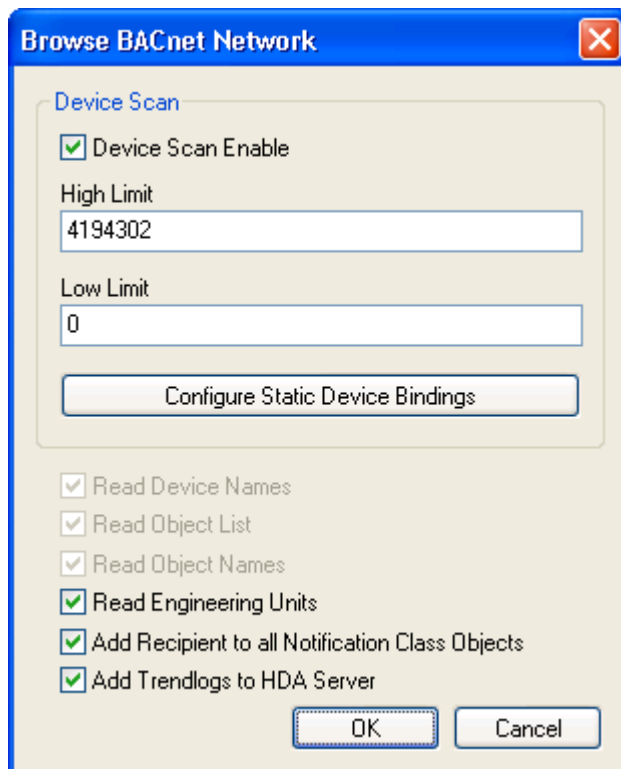 Browse BACnet Network
Device Scan
Device Scan Enable
High Limit
4194302
Low Limit
0
Configure Static Device Bindings
Read Device Names
Read Object List
Read Object Names
Read Engineering Units
Add Recipient to all Notification Class Objects
Add Trendlogs to HDA Server
OK Cancel